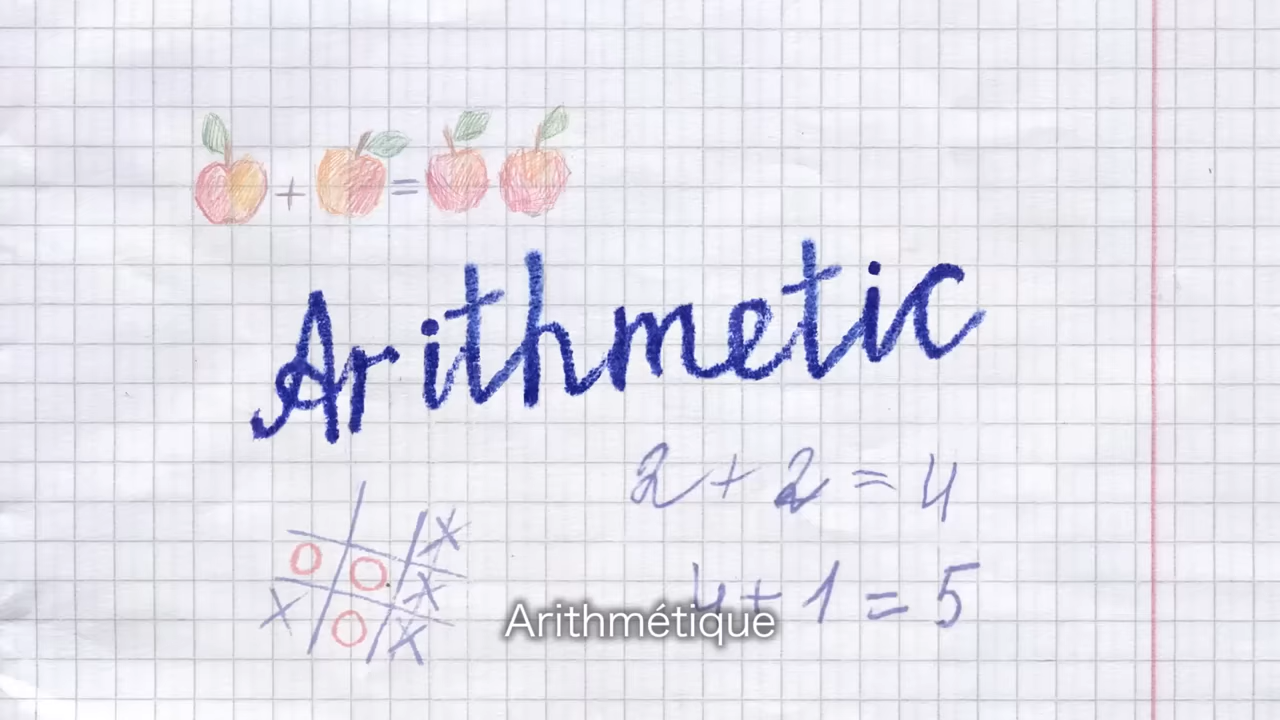 + =
Arithmetic
2 + 2 = 4
4 + 1 = 5
O O X
X
X O X
Arithmétique